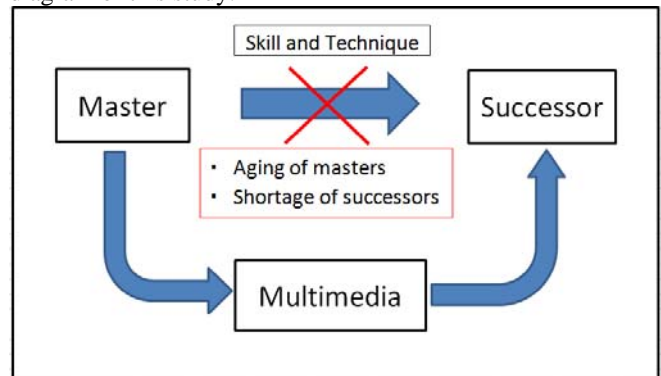 Skill and Technique
Master
Successor
・ Aging of masters
・ Shortage of successors
Multimedia